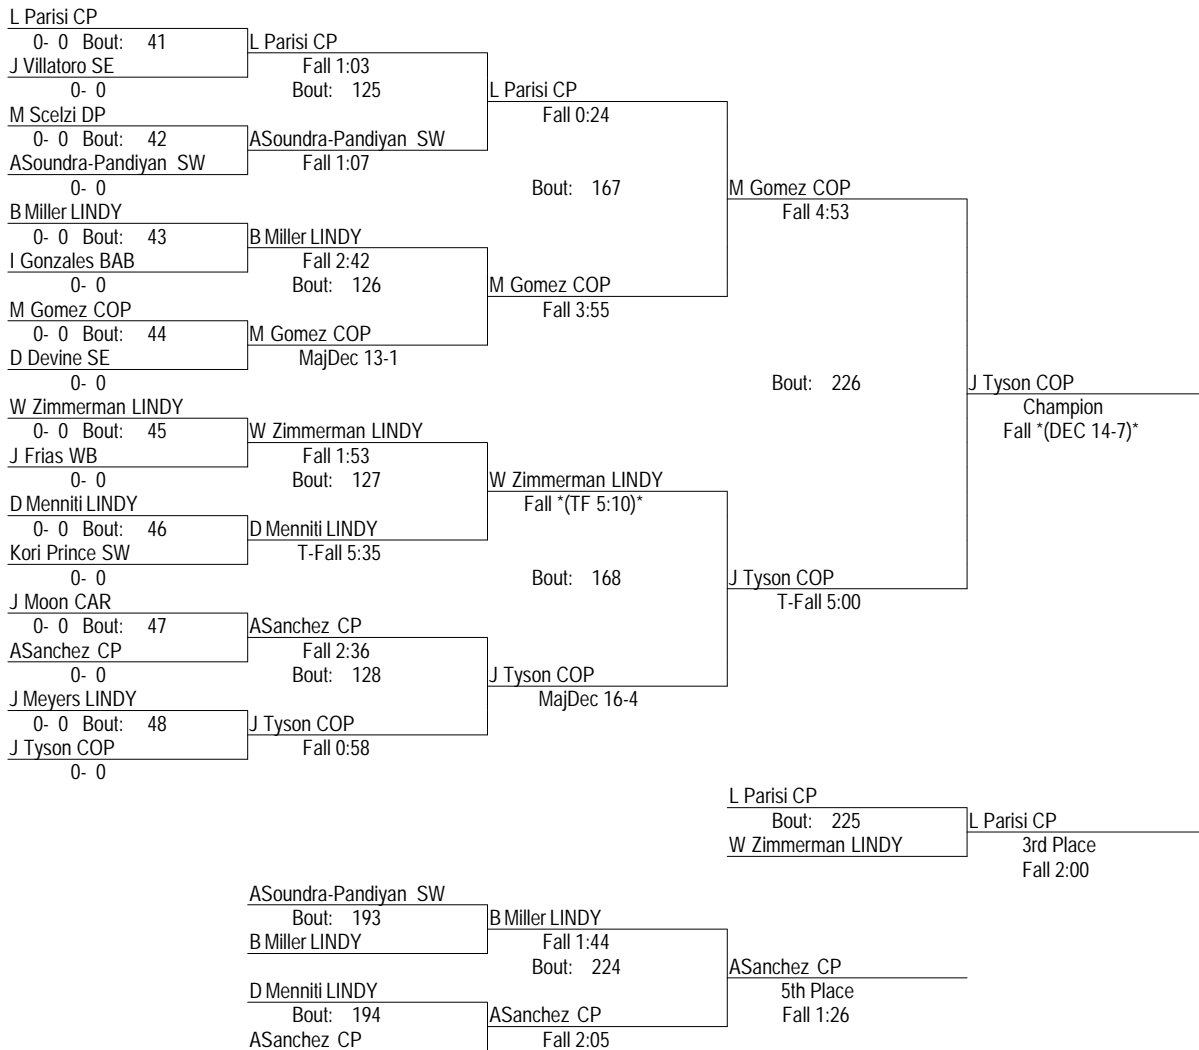 L Parisi CP
0- 0 Bout: 41
J Villatoro SE
0- 0
M Scelzi DP
0- 0 Bout: 42
ASoundra-Pandiyan SW
0- 0
B Miller LINDY
0- 0 Bout: 43
I Gonzales BAB
0- 0
M Gomez COP
0- 0 Bout: 44
D Devine SE
0- 0
W Zimmerman LINDY
0- 0 Bout: 45
J Frias WB
0- 0
D Menniti LINDY
0- 0 Bout: 46
Kori Prince SW
0- 0
J Moon CAR
0- 0 Bout: 47
ASanchez CP
0- 0
J Meyers LINDY
0- 0 Bout: 48
J Tyson COP
0- 0
L Parisi CP
Fall 1:03
Bout: 125
ASoundra-Pandiyan SW
Fall 1:07
B Miller LINDY
Fall 2:42
Bout: 126
M Gomez COP
MajDec 13-1
W Zimmerman LINDY
Fall 1:53
Bout: 127
D Menniti LINDY
T-Fall 5:35
ASanchez CP
Fall 2:36
Bout: 128
J Tyson COP
Fall 0:58
L Parisi CP
Fall 0:24
Bout: 167
M Gomez COP
Fall 3:55
W Zimmerman LINDY
Fall *(TF 5:10)*
Bout: 168
J Tyson COP
MajDec 16-4
M Gomez COP
Fall 4:53
Bout: 226
J Tyson COP
T-Fall 5:00
J Tyson COP
Champion
Fall *(DEC 14-7)*
L Parisi CP
Bout: 225
W Zimmerman LINDY
L Parisi CP
3rd Place
Fall 2:00
ASoundra-Pandiyan SW
Bout: 193
B Miller LINDY
D Menniti LINDY
Bout: 194
ASanchez CP
B Miller LINDY
Fall 1:44
Bout: 224
ASanchez CP
Fall 2:05
ASanchez CP
5th Place
Fall 1:26